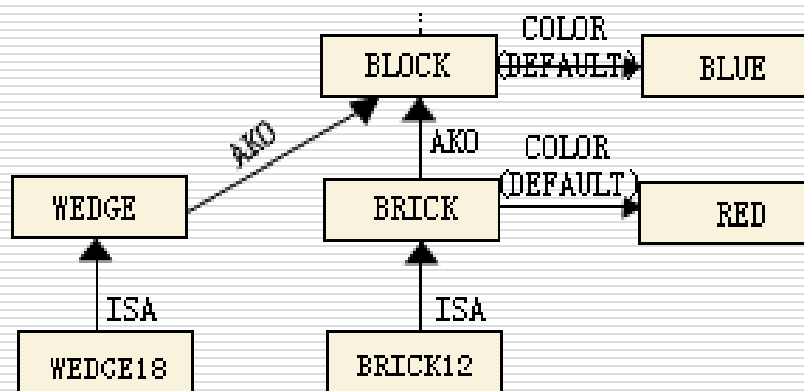 COLOR
BLOCK
(DEFAULT)
BLUE
AKO
AKO
COLOR
(DEFAULT)
WEDGE
BRICK
RED
ISA
ISA
WEDGE18
BRICK12